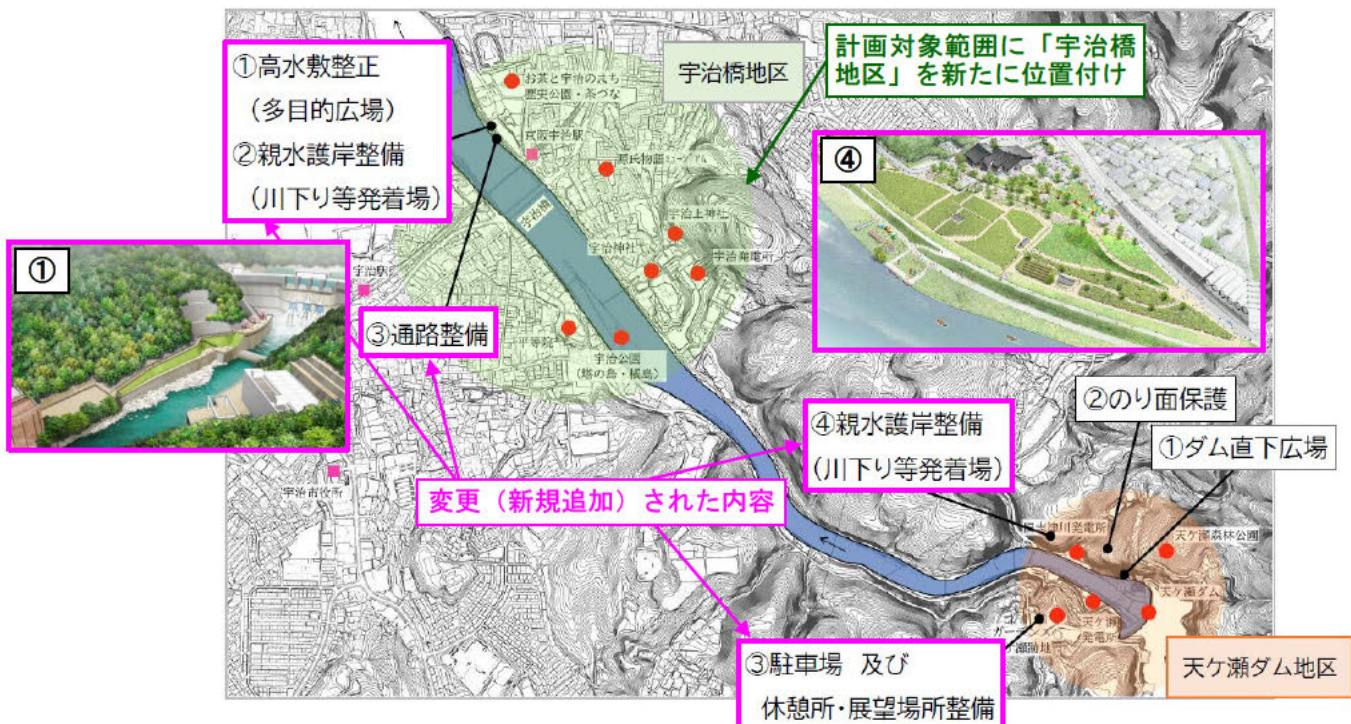 ①高水敷整正
(多目的広場)
②親水護岸整備
(川下り等発着場)
宇治橋地区
計画対象範囲に「宇治橋
地区」を新たに位置付け
お茶と宇治のまち
歴史公園・茶づな
京阪宇治駅
源氏物語ミュージアム
④
宇治橋
宇治上神社
宇治神社
宇治発電所
①
宇治駅
③通路整備
平等院
宇治公園
(塔の島・橘島)
宇治市役所
変更(新規追加)された内容
④親水護岸整備
(川下り等発着場)
②のり面保護
①ダム直下広場
天ケ瀬森林公園
天ケ瀬ダム
天ケ瀬
発電所
③駐車場 及び
休憩所・展望場所整備
天ケ瀬ダム地区